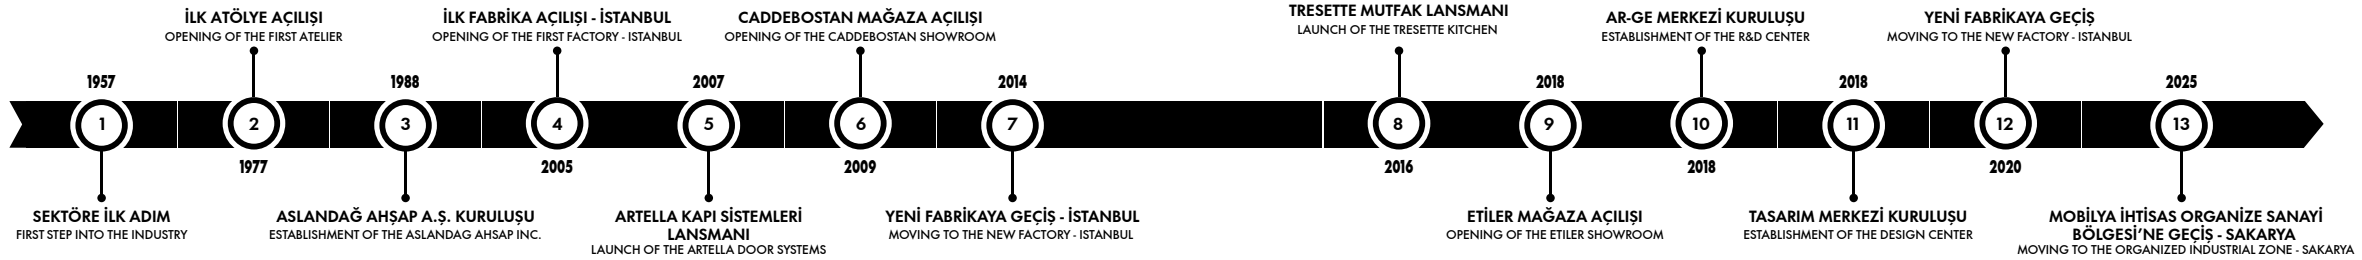 1957
1
SEKTÖRE İLK ADIM
FIRST STEP INTO THE INDUSTRY
İLK ATÖLYE AÇILIŞI
OPENING OF THE FIRST ATELIER
2
1977
1988
3
ASLANDAĞ AHŞAP A.Ş. KURULUŞU
ESTABLISHMENT OF THE ASLANDAG AHSAP INC.
İLK FABRİKA AÇILIŞI - İSTANBUL
OPENING OF THE FIRST FACTORY - ISTANBUL
4
2005
2007
5
ARTELLA KAPI SİSTEMLERİ
LANSMANI
LAUNCH OF THE ARTELLA DOOR SYSTEMS
CADDEBOSTAN MAĞAZA AÇILIŞI
OPENING OF THE CADDEBOSTAN SHOWROOM
6
2009
2014
7
YENİ FABRİKAYA GEÇİŞ - İSTANBUL
MOVING TO THE NEW FACTORY - ISTANBUL
TRESETTE MUTFAK LANSMANI
LAUNCH OF THE TRESETTE KITCHEN
8
2016
2018
9
ETİLER MAĞAZA AÇILIŞI
OPENING OF THE ETILER SHOWROOM
AR-GE MERKEZİ KURULUŞU
ESTABLISHMENT OF THE R&D CENTER
10
2018
2018
11
TASARIM MERKEZİ KURULUŞU
ESTABLISHMENT OF THE DESIGN CENTER
YENİ FABRİKAYA GEÇİŞ
MOVING TO THE NEW FACTORY - ISTANBUL
12
2020
2025
13
MOBİLYA İHTİSAS ORGANİZE SANAYİ
BÖLGESİ'NE GEÇİŞ - SAKARYA
MOVING TO THE ORGANIZED INDUSTRIAL ZONE - SAKARYA